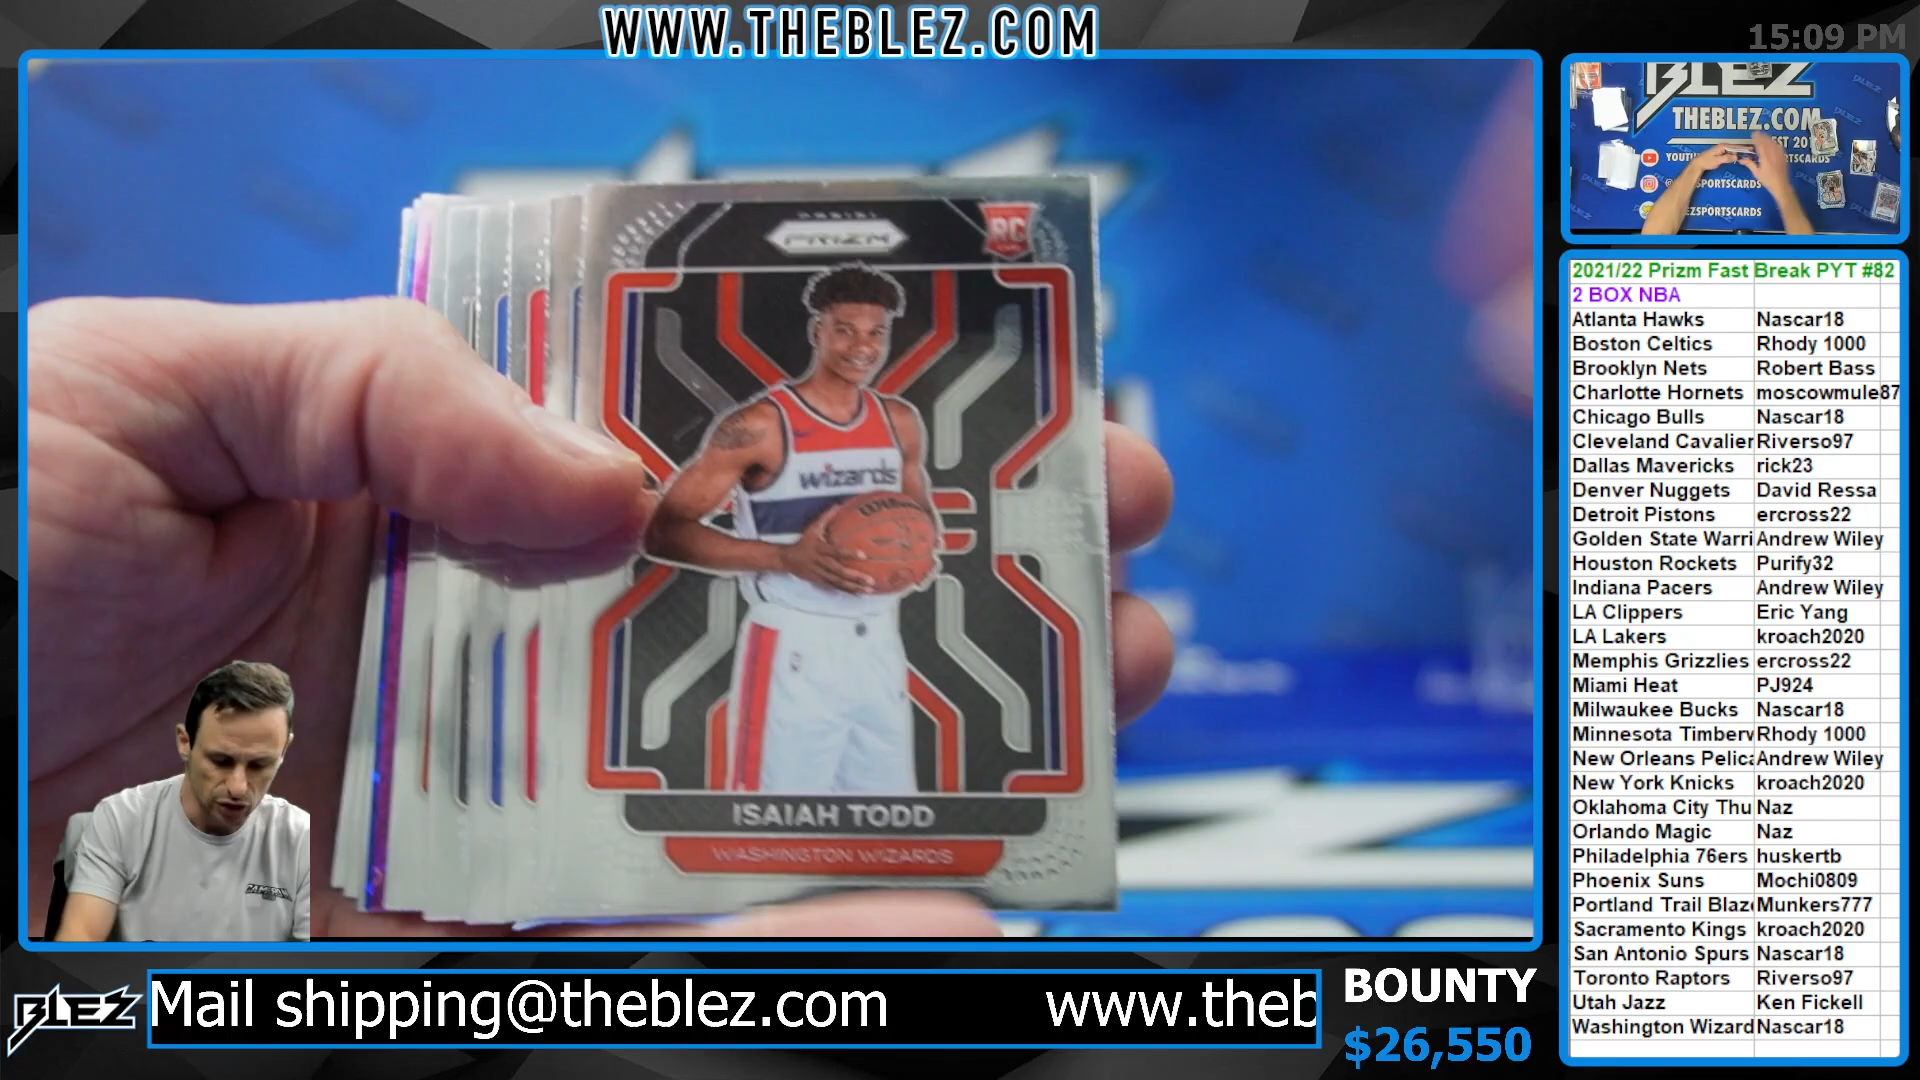 WWW.THEBLEZ.COM
15:09 PM
BLEZ
THEBLEZ.COM
PRIZM
RC
wizards
ISAIAH TODD
WASHINGTON WIZARDS
2021/22 Prizm Fast Break PYT #82
2 BOX NBA
Atlanta Hawks Nascar18
Boston Celtics Rhody 1000
Brooklyn Nets Robert Bass
Charlotte Hornets moscowmule87
Chicago Bulls Nascar18
Cleveland Cavalier Riverso97
Dallas Mavericks rick23
Denver Nuggets David Ressa
Detroit Pistons ercross22
Golden State Warri Andrew Wiley
Houston Rockets Purify32
Indiana Pacers Andrew Wiley
LA Clippers Eric Yang
LA Lakers kroach2020
Memphis Grizzlies ercross22
Miami Heat PJ924
Milwaukee Bucks Nascar18
Minnesota Timberv Rhody 1000
New Orleans Pelica Andrew Wiley
New York Knicks kroach2020
Oklahoma City Thu Naz
Orlando Magic Naz
Philadelphia 76ers huskertb
Phoenix Suns Mochi0809
Portland Trail Blaz Munkers777
Sacramento Kings kroach2020
San Antonio Spurs Nascar18
Toronto Raptors Riverso97
Utah Jazz Ken Fickell
Washington Wizard Nascar18
BLEZ
Mail shipping@theblez.com www.theb
BOUNTY
$26,550